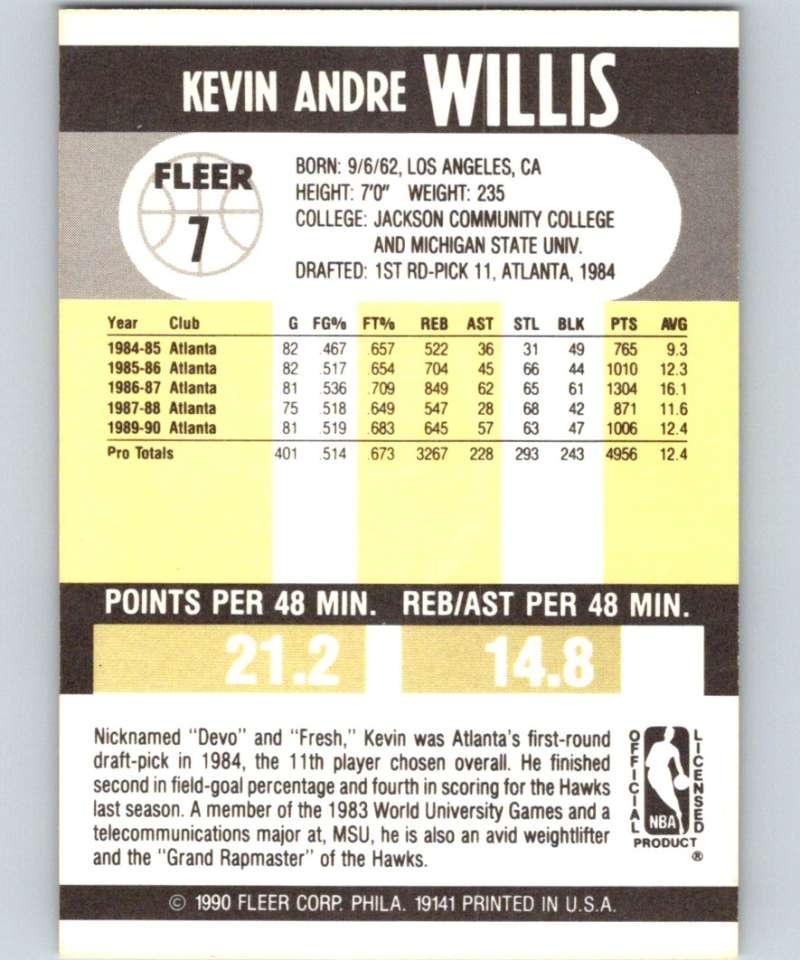 KEVIN ANDRE WILLIS
FLEER
7
BORN: 9/6/62, LOS ANGELES, CA
HEIGHT: 7'0" WEIGHT: 235
COLLEGE: JACKSON COMMUNITY COLLEGE
AND MICHIGAN STATE UNIV.
DRAFTED: 1ST RD-PICK 11, ATLANTA, 1984
Year Club G FG% FT% REB AST STL BLK PTS AVG
1984-85 Atlanta 82 .467 .657 522 36 31 49 765 9.3
1985-86 Atlanta 82 .517 .654 704 45 66 44 1010 12.3
1986-87 Atlanta 81 .536 .709 849 62 65 61 1304 16.1
1987-88 Atlanta 75 .518 .649 547 28 68 42 871 11.6
1989-90 Atlanta 81 .519 .683 645 57 63 47 1006 12.4
Pro Totals 401 .514 .673 3267 228 293 243 4956 12.4
POINTS PER 48 MIN. REB/AST PER 48 MIN.
21.2 14.8
Nicknamed "Devo" and "Fresh," Kevin was Atlanta's first-round
draft-pick in 1984, the 11th player chosen overall. He finished
second in field-goal percentage and fourth in scoring for the Hawks
last season. A member of the 1983 World University Games and a
telecommunications major at, MSU, he is also an avid weightlifter
and the "Grand Rapmaster" of the Hawks.
OFFICIAL
NBA
LICENSED
PRODUCT
®
© 1990 FLEER CORP. PHILA. 19141 PRINTED IN U.S.A.